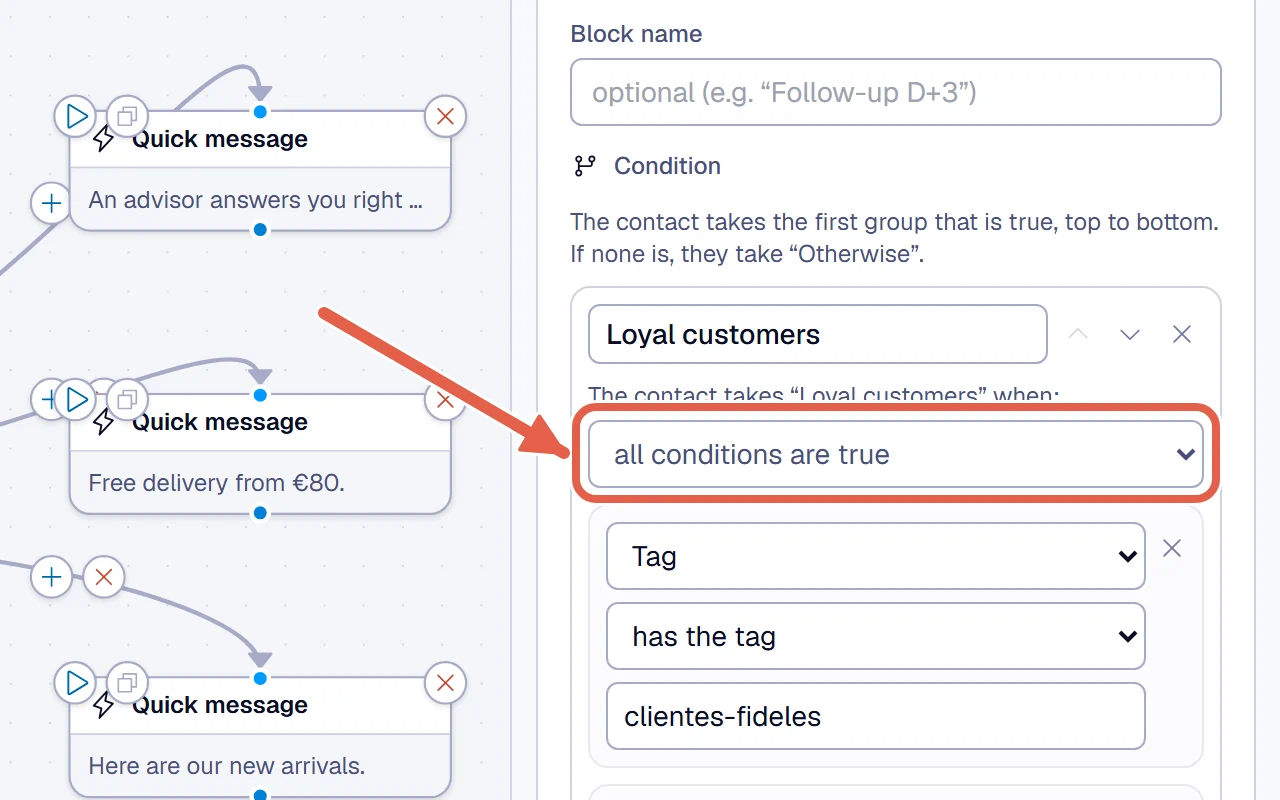 Block name
optional (e.g. “Follow-up D+3”)
Condition
The contact takes the first group that is true, top to bottom.
If none is, they take “Otherwise”.
Loyal customers
The contact takes “Loyal customers” when:
all conditions are true
Tag
has the tag
clientes-fideles
Quick message
An advisor answers you right ...
Quick message
Free delivery from €80.
Quick message
Here are our new arrivals.